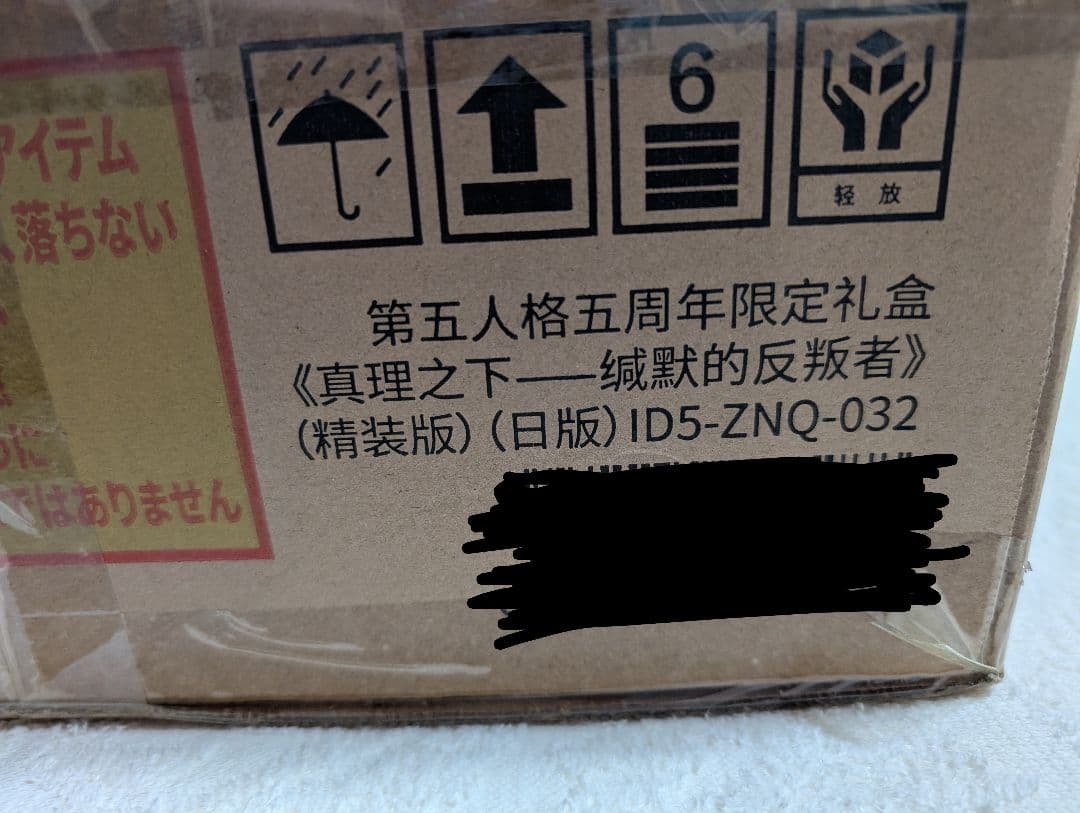 アイテム
落ちない
に
ではありません
6
轻放
第五人格五周年限定礼盒
《真理之下——缄默的反叛者》
(精装版)(日版)ID5-ZNQ-032